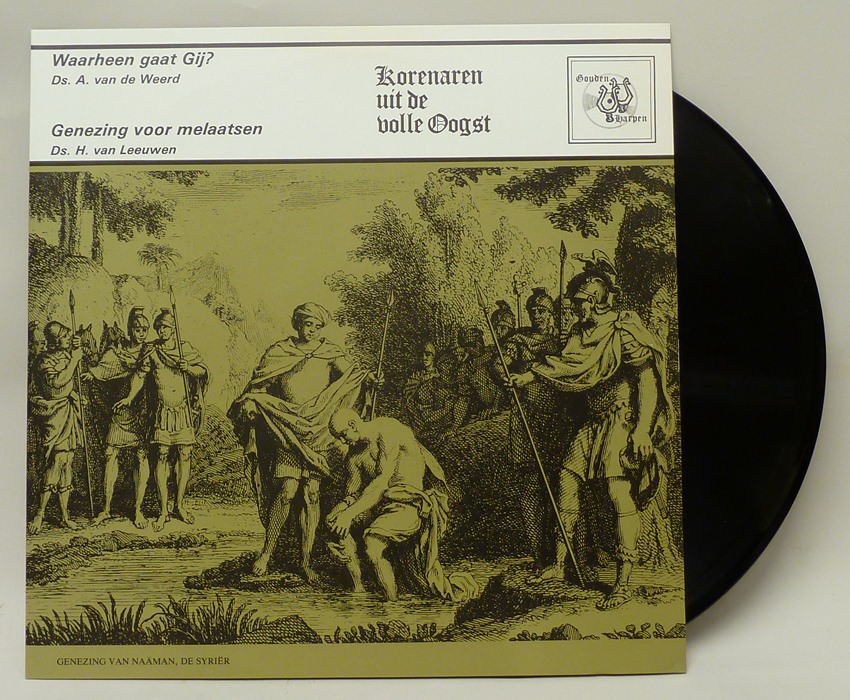 Waarheen gaat Gij?
Ds. A. van de Weerd
Genezing voor melaatsen
Ds. H. van Leeuwen
Korenaren
uit de
volle Oogst
Gouden
Harpen
GENEZING VAN NAÄMAN, DE SYRIËR